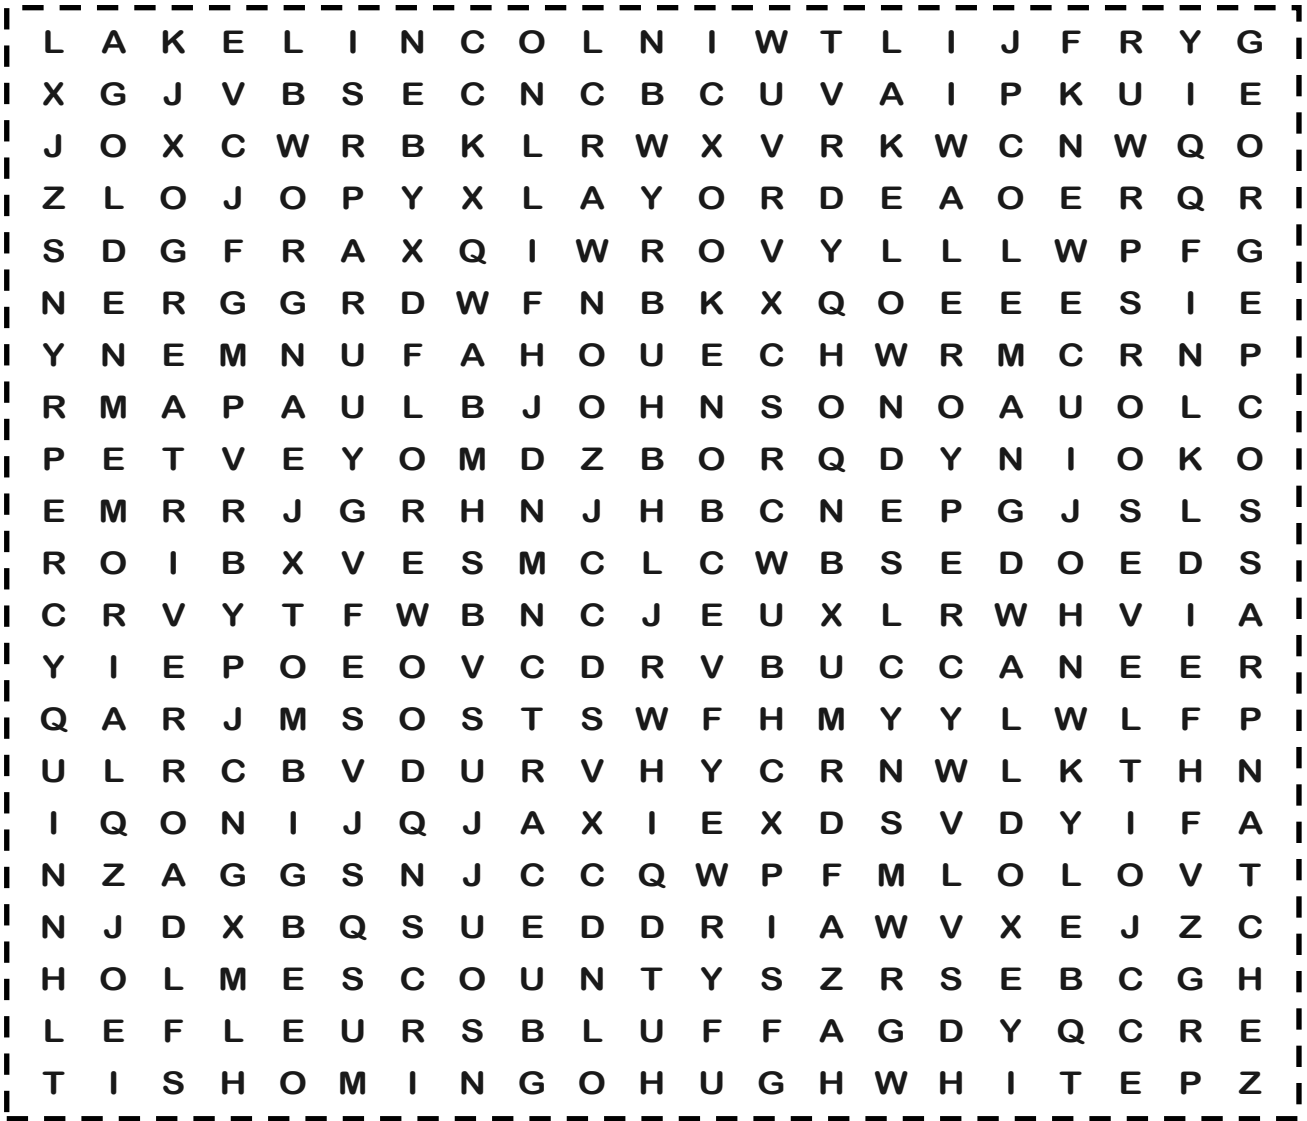 L A K E L I N C O L N I W T L I J F R Y G
X G J V B S E C N C B C U V A I P K U I E
J O X C W R B K L R W X V R K W C N W Q O
Z L O J O P Y X L A Y O R D E A O E R Q R
S D G F R A X Q I W R O V Y L L L W P F G
N E R G G R D W F N B K X Q O E E E S I E
Y N E M N U F A H O U E C H W R M C R N P
R M A P A U L B J O H N S O N O A U O L C
P E T V E Y O M D Z B O R Q D Y N I O K O
E M R R J G R H N J H B C N E P G J S L S
R O I B X V E S M C L C W B S E D O E D S
C R V Y T F W B N C J E U X L R W H V I A
Y I E P O E O V C D R V B U C C A N E E R
Q A R J M S O S T S W F H M Y Y L W L F P
U L R C B V D U R V H Y C R N W L K T H N
I Q O N I J Q J A X I E X D S V D Y I F A
N Z A G G S N J C C Q W P F M L O L O V T
N J D X B Q S U E D D R I A W V X E J Z C
H O L M E S C O U N T Y S Z R S E B C G H
L E F L E U R S B L U F F A G D Y Q C R E
T I S H O M I N G O H U G H W H I T E P Z